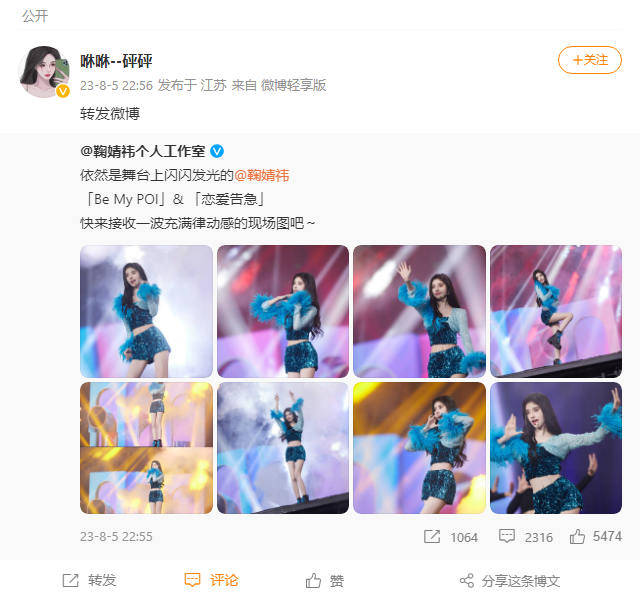 公开
咻咻--砰砰
+关注
23-8-5 22:56 发布于 江苏 来自 微博轻享版
转发微博
@鞠婧祎个人工作室
依然是舞台上闪闪发光的@鞠婧祎
「Be My POI」&「恋爱告急」
快来接收一波充满律动感的现场图吧～
23-8-5 22:55
1064
2316
5474
转发
评论
赞
分享这条博文